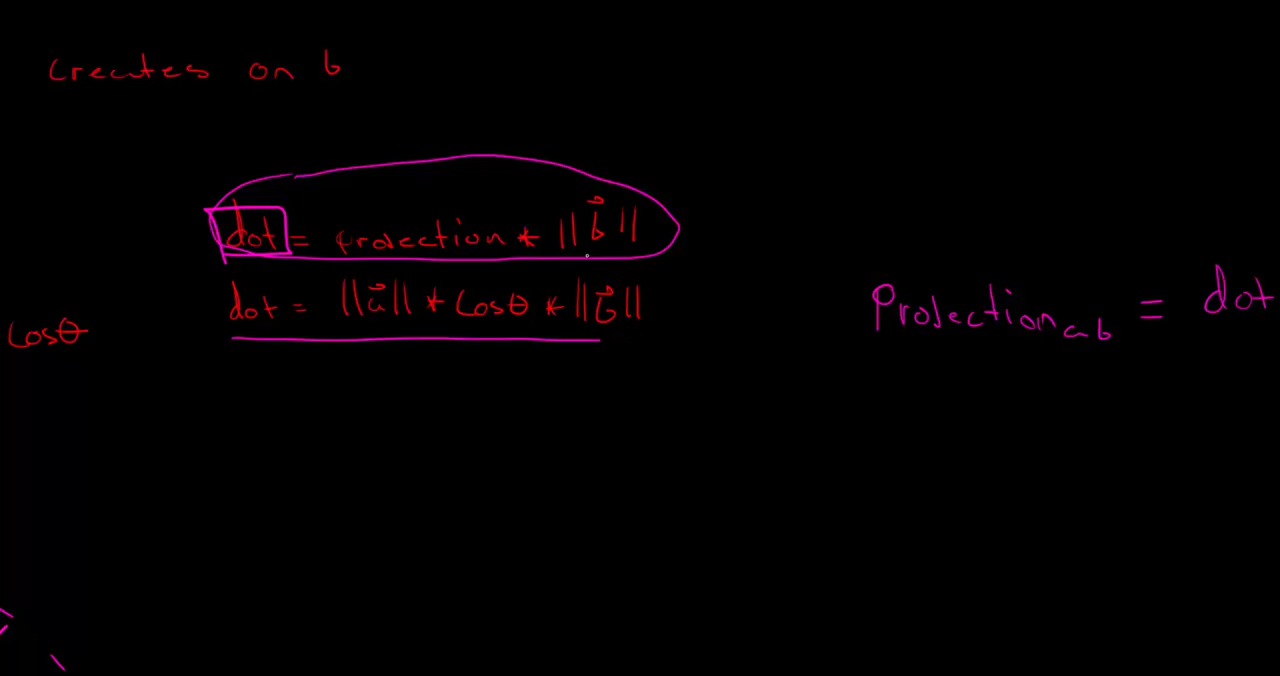 creates on b
dot = projection * ||b⃗||
dot = ||a⃗|| * cosθ * ||b⃗||
cosθ
Projection ab = dot